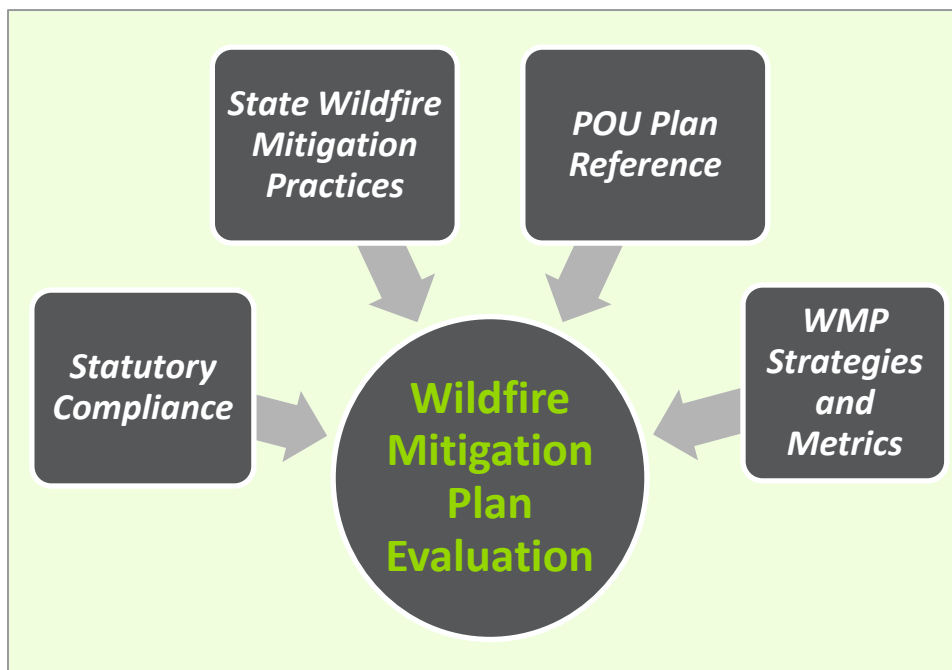 State Wildfire
Mitigation
Practices
POU Plan
Reference
Statutory
Compliance
WMP
Strategies
and
Metrics
Wildfire
Mitigation
Plan
Evaluation